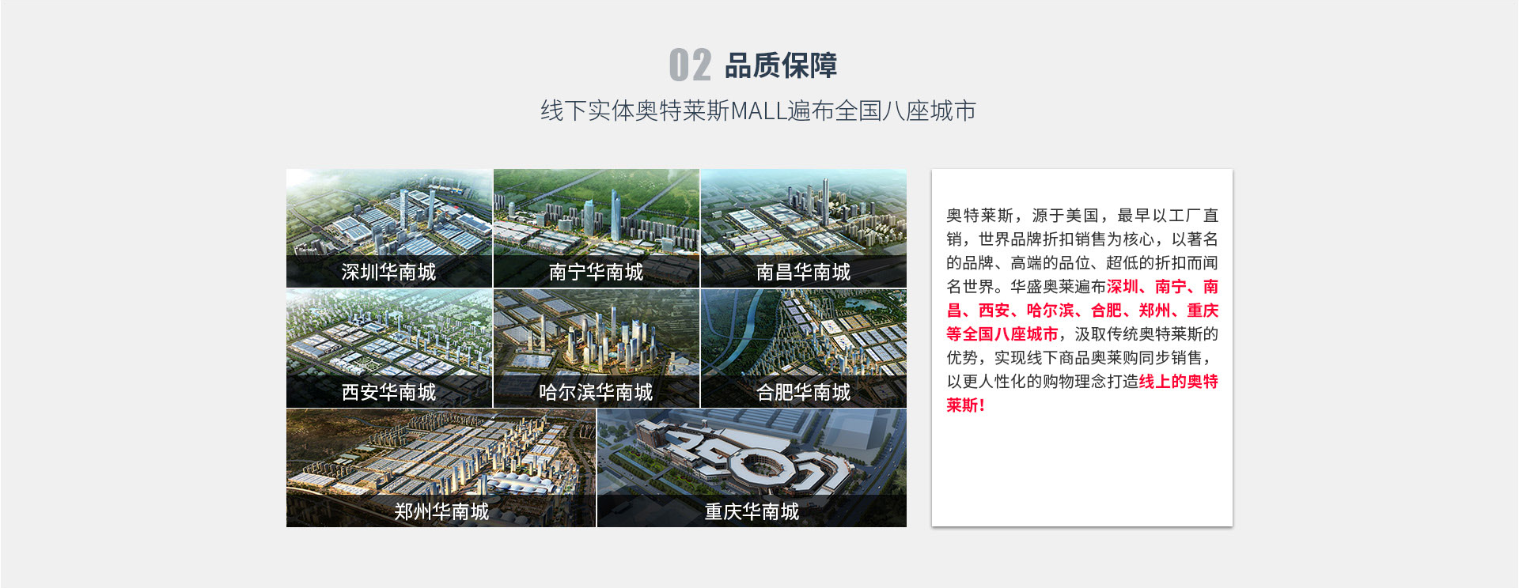 02 品质保障
线下实体奥特莱斯MALL遍布全国八座城市
深圳华南城
南宁华南城
南昌华南城
西安华南城
哈尔滨华南城
合肥华南城
郑州华南城
重庆华南城
奥特莱斯，源于美国，最早以工厂直
销，世界品牌折扣销售为核心，以著名
的品牌、高端的品位、超低的折扣而闻
名世界。华盛奥莱遍布深圳、南宁、南
昌、西安、哈尔滨、合肥、郑州、重庆
等全国八座城市，汲取传统奥特莱斯的
优势，实现线下商品奥莱购同步销售，
以更人性化的购物理念打造线上的奥特
莱斯！